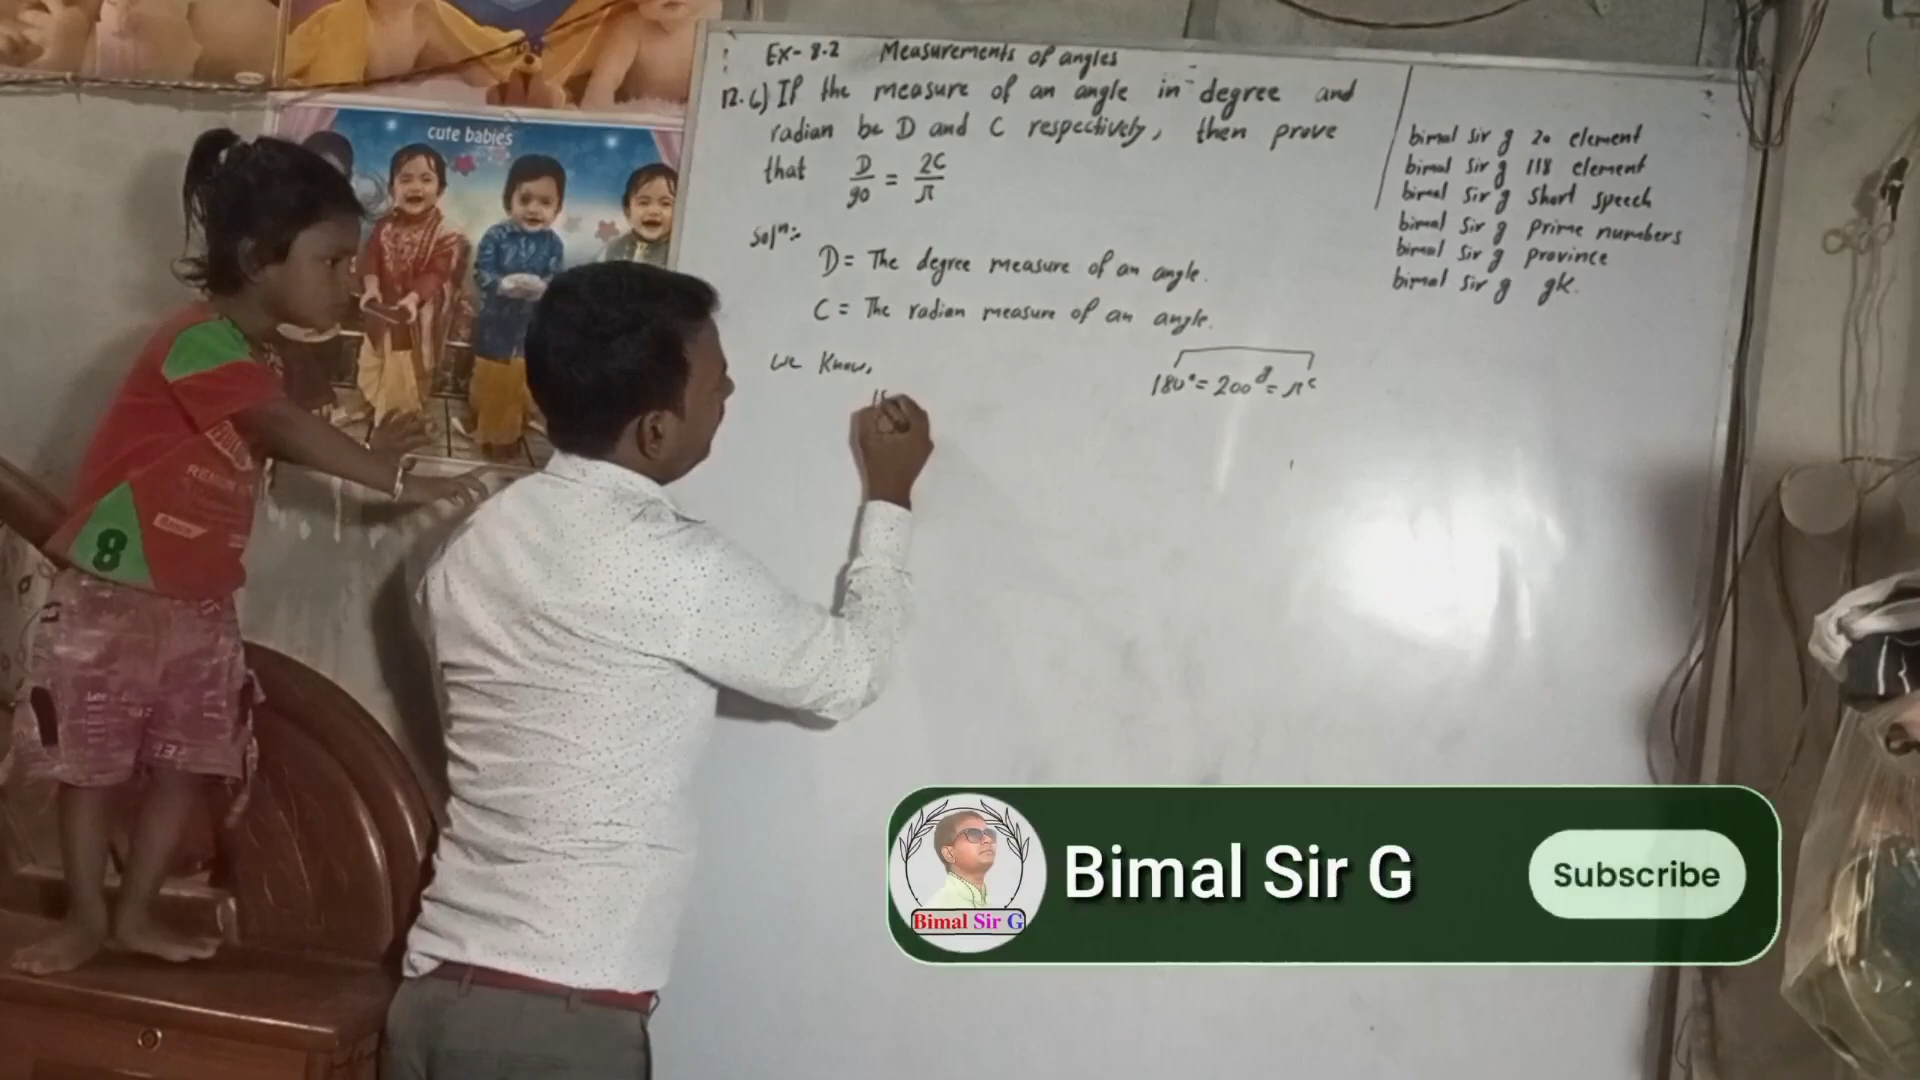 EX- 8.2 Measurements of angles
12. c) If the measure of an angle in degree and
radian be D and C respectively, then prove
that D/90 = 2C/π
Solⁿ:-
D = The degree measure of an angle.
C = The radian measure of an angle.
we know,
180° = 200ᵍ = πᶜ
bimal sir g 20 element
bimal sir g 118 element
bimal sir g short speech
bimal sir g prime numbers
bimal sir g province
bimal sir g gk.
cute babies
8
Bimal Sir G
Bimal Sir G
Subscribe